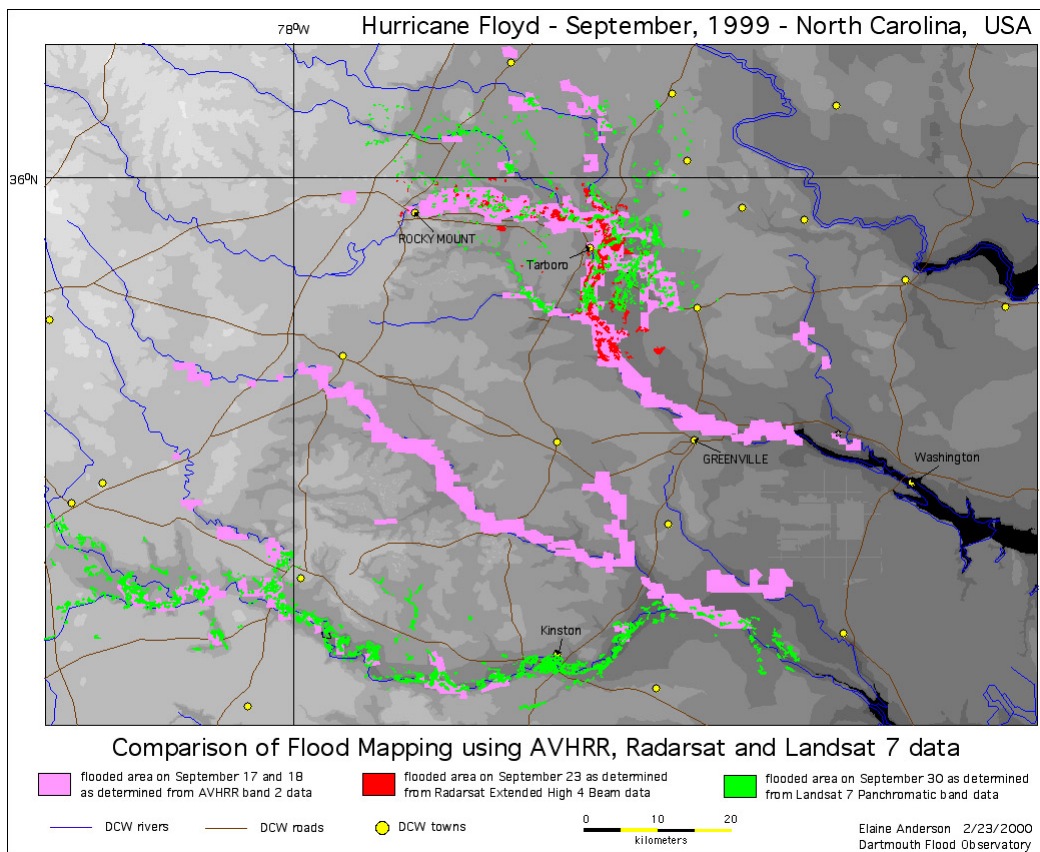 Hurricane Floyd - September, 1999 - North Carolina, USA
78⁰W
36⁰N
ROCKY MOUNT
Tarboro
GREENVILLE
Washington
Kinston
Comparison of Flood Mapping using AVHRR, Radarsat and Landsat 7 data
flooded area on September 17 and 18
as determined from AVHRR band 2 data
flooded area on September 23 as determined
from Radarsat Extended High 4 Beam data
flooded area on September 30 as determined
from Landsat 7 Panchromatic band data
DCW rivers
DCW roads
DCW towns
0 10 20
kilometers
Elaine Anderson 2/23/2000
Dartmouth Flood Observatory